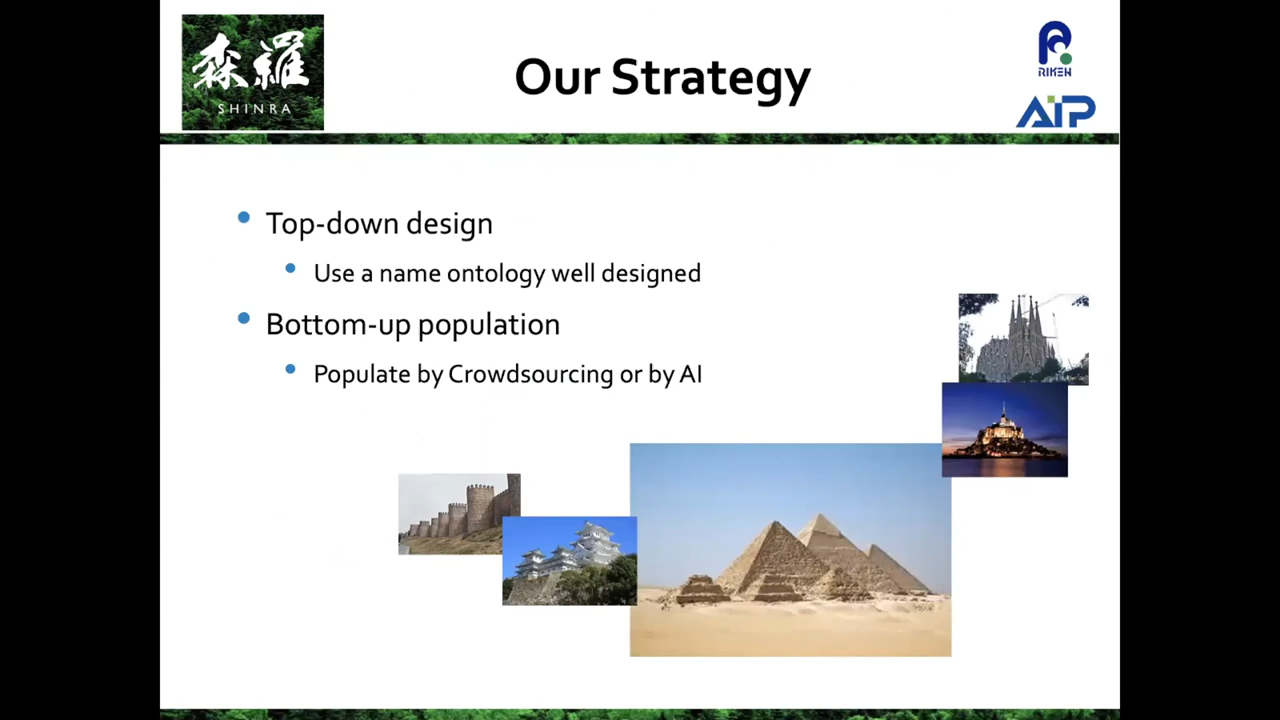 森羅
SHINRA
Our Strategy
RIKEN
AIP
Top-down design
Use a name ontology well designed
Bottom-up population
Populate by Crowdsourcing or by AI